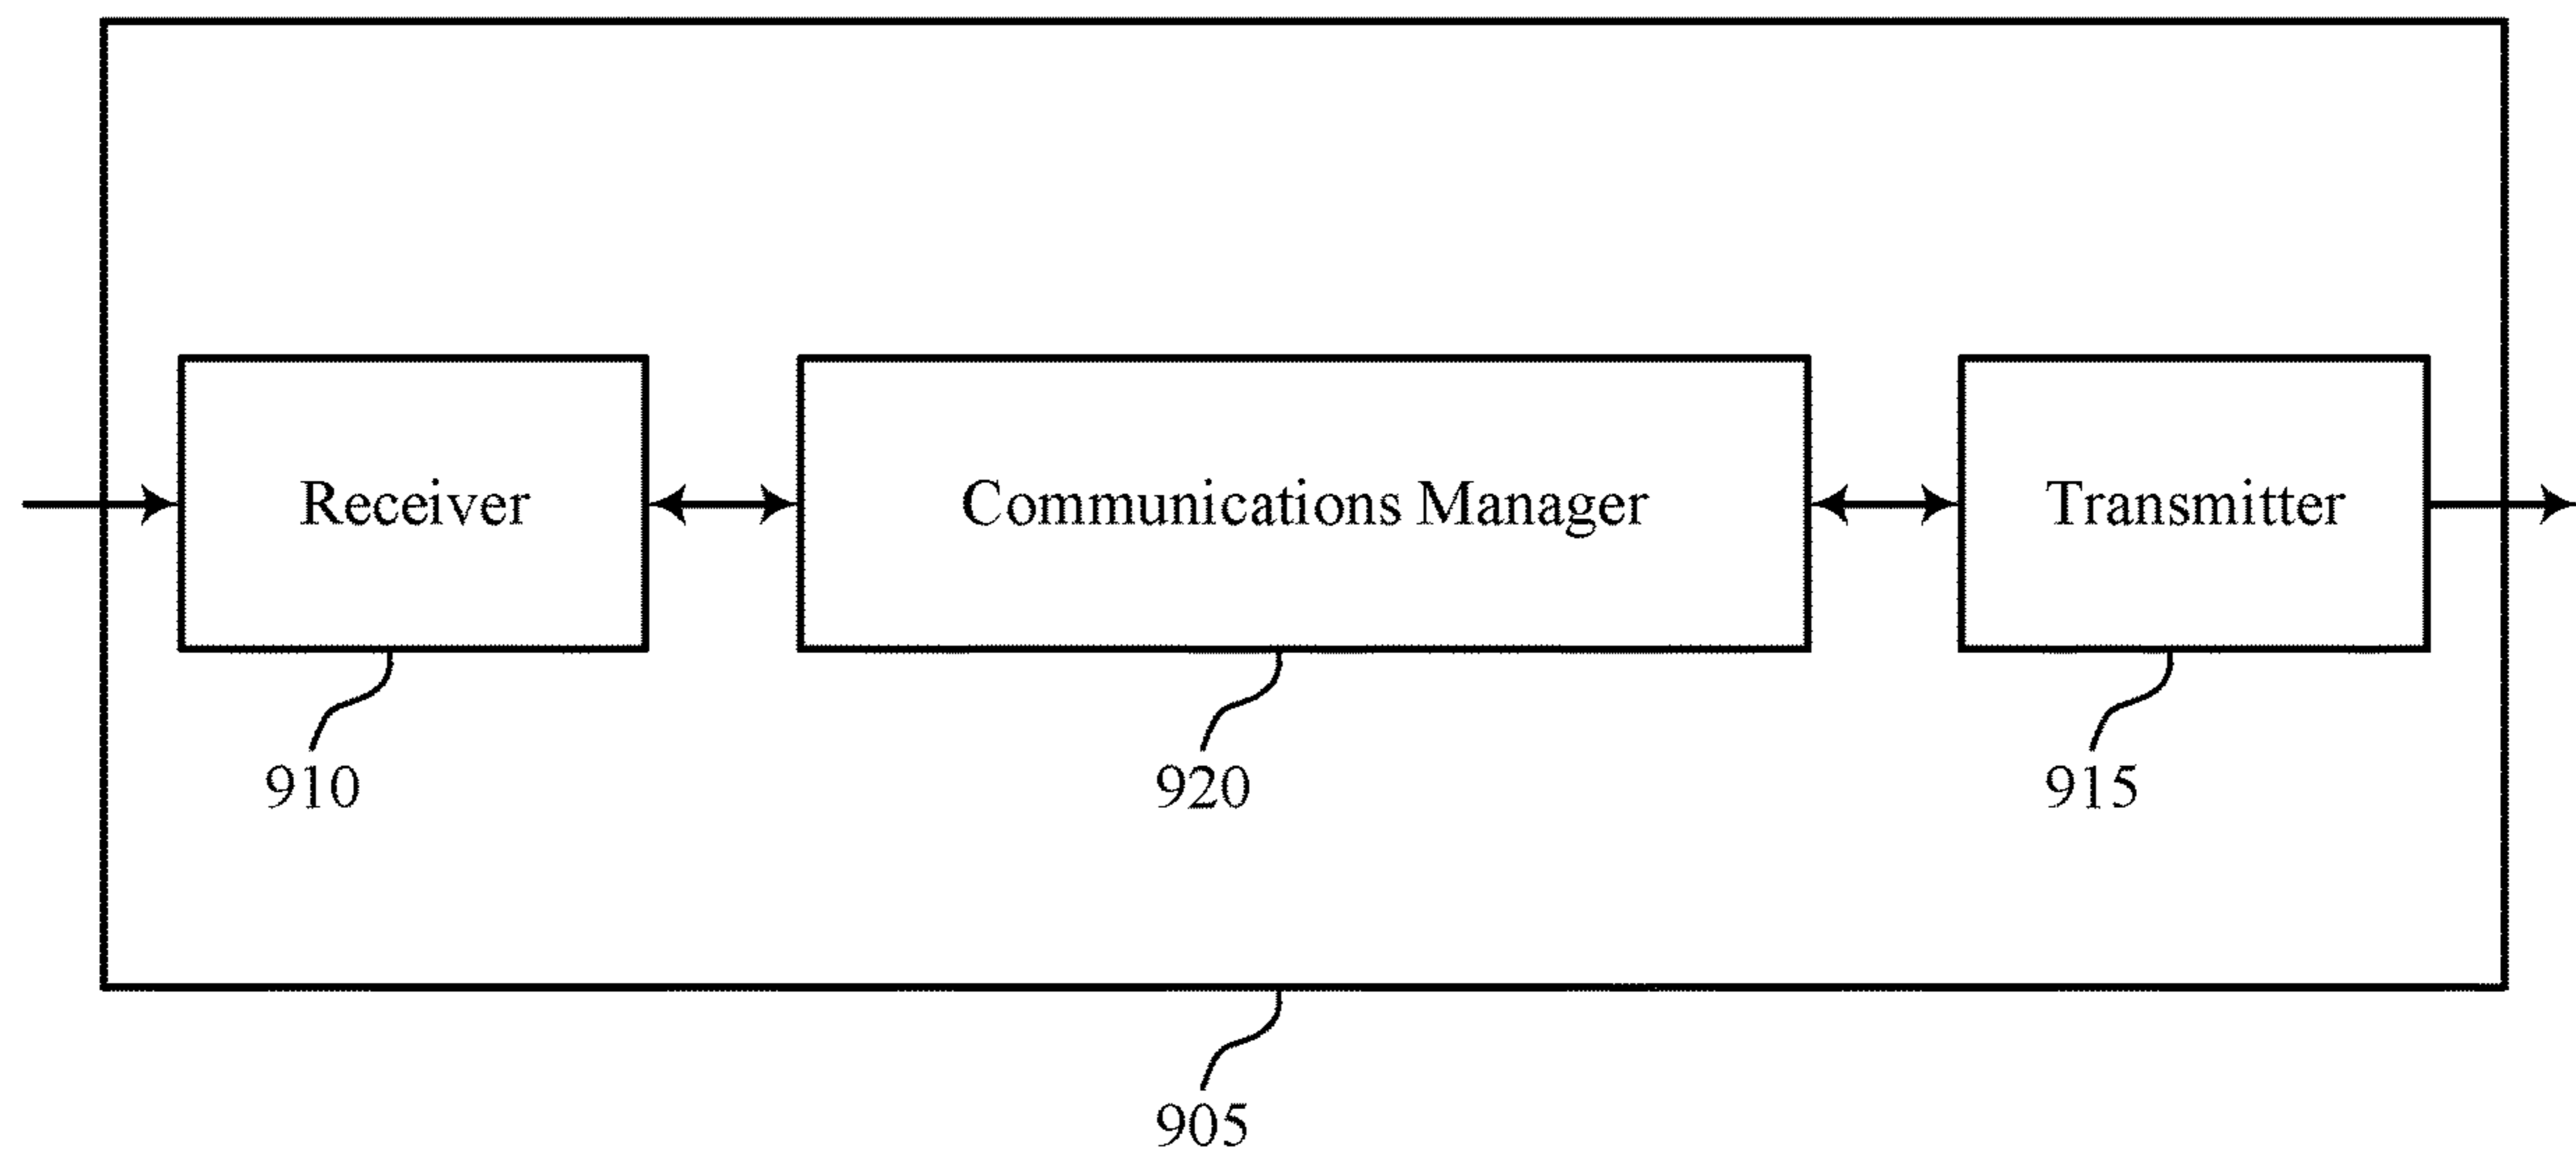 Receiver
Communications Manager
Transmitter
910
920
915
905